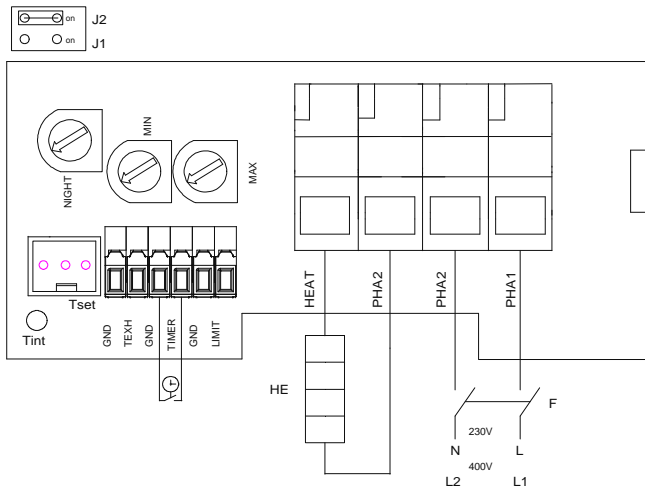 on J2
on J1
MIN
NIGHT
MAX
Tset
Tint
GND
TEXH
GND
TIMER
GND
LIMIT
HEAT
PHA2
PHA2
PHA1
HE
F
230V
N L
400V
L2 L1